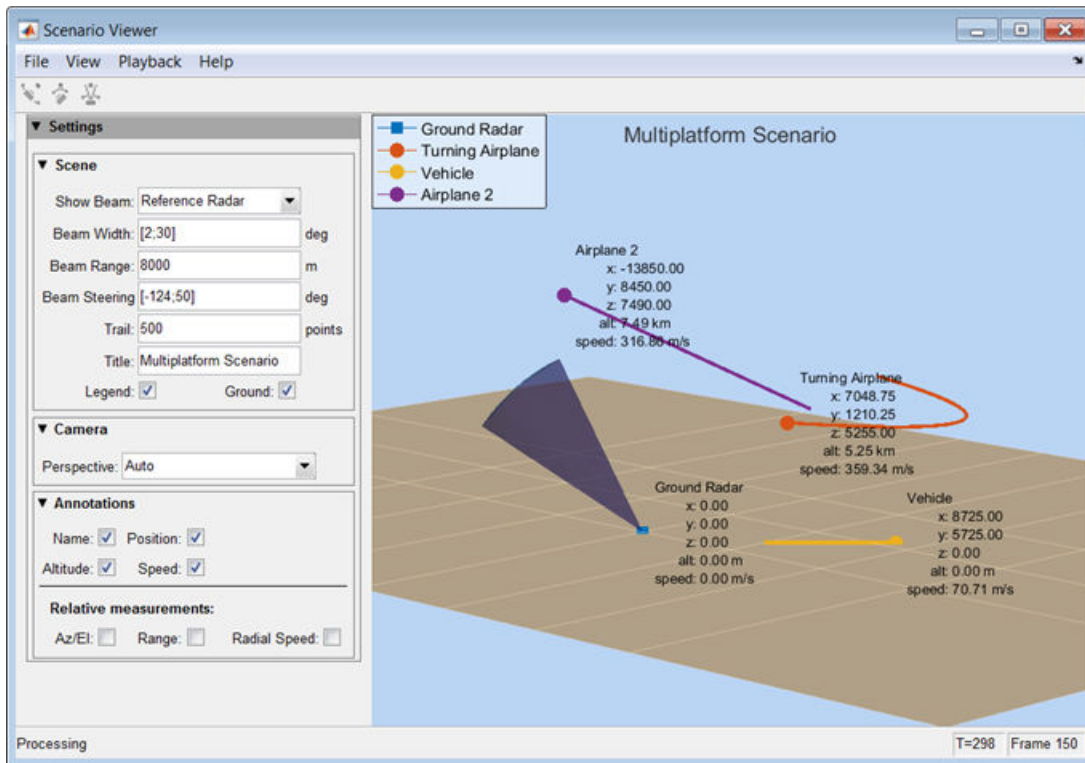 Scenario Viewer
File View Playback Help
Settings
Scene
Show Beam: Reference Radar
Beam Width: [2;30] deg
Beam Range: 8000 m
Beam Steering [-124;50] deg
Trail: 500 points
Title: Multiplatform Scenario
Legend: Ground:
Camera
Perspective: Auto
Annotations
Name: Position:
Altitude: Speed:
Relative measurements:
Az/El: Range: Radial Speed:
Ground Radar
Turning Airplane
Vehicle
Airplane 2
Multiplatform Scenario
Airplane 2
x: -13850.00
y: 8450.00
z: 7490.00
alt: 7.49 km
speed: 316.86 m/s
Turning Airplane
x: 7048.75
y: 1210.25
z: 5255.00
alt: 5.25 km
speed: 359.34 m/s
Ground Radar
x: 0.00
y: 0.00
z: 0.00
alt: 0.00 m
speed: 0.00 m/s
Vehicle
x: 8725.00
y: 5725.00
z: 0.00
alt: 0.00 m
speed: 70.71 m/s
Processing
T=298 Frame 150